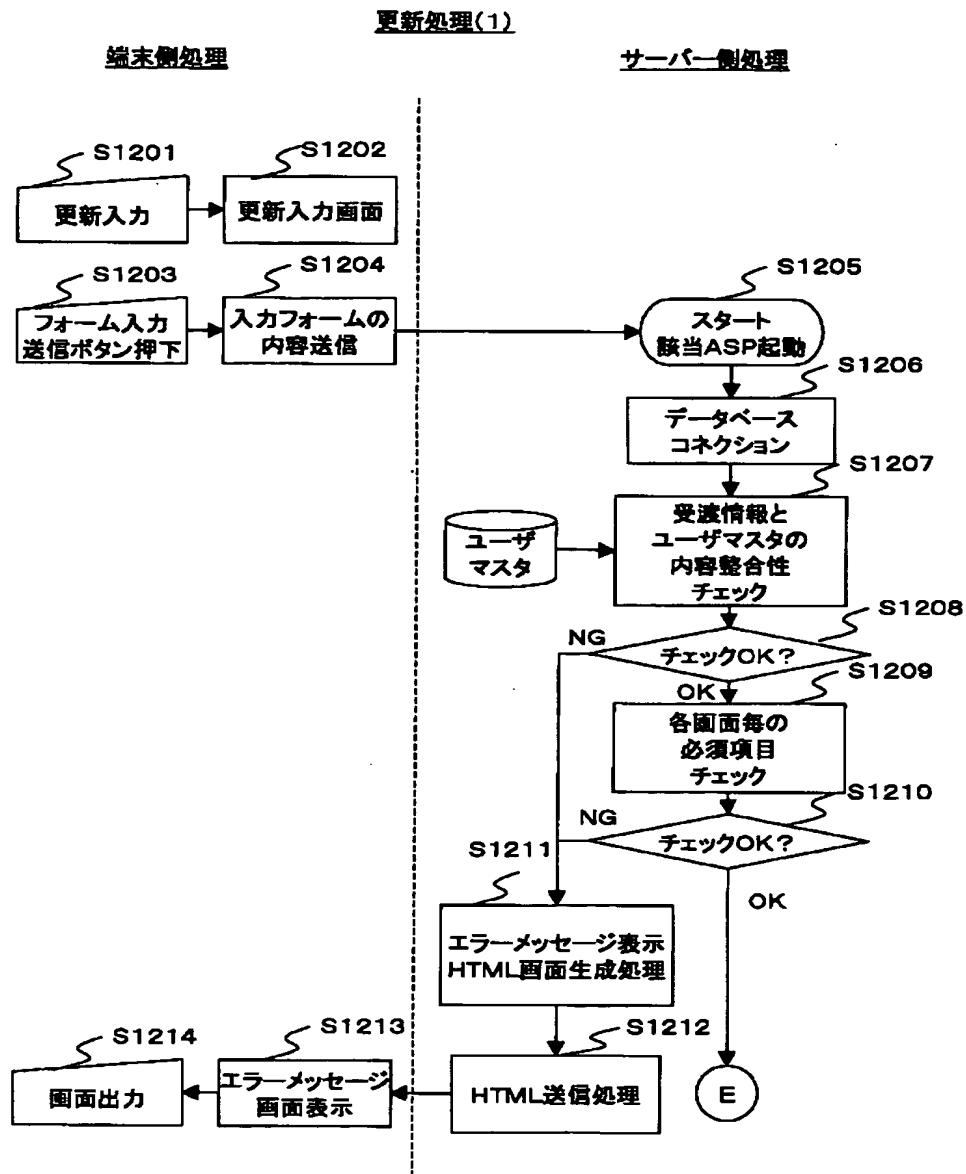 更新処理(1)
端末側処理
サーバー側処理
S1201
更新入力
S1202
更新入力画面
S1203
フォーム入力
送信ボタン押下
S1204
入力フォームの
内容送信
S1205
スタート
該当ASP起動
S1206
データベース
コネクション
S1207
受渡情報と
ユーザマスタの
内容整合性
チェック
ユーザ
マスタ
S1208
チェックOK?
NG
OK
S1209
各画面毎の
必須項目
チェック
S1210
チェックOK?
NG
OK
S1211
エラーメッセージ表示
HTML画面生成処理
S1212
HTML送信処理
S1213
エラーメッセージ
画面表示
S1214
画面出力
E